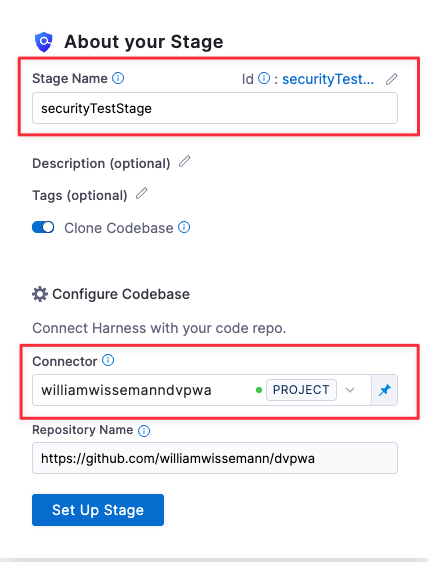 About your Stage
Stage Name Id : securityTest...
securityTestStage
Description (optional)
Tags (optional)
Clone Codebase
Configure Codebase
Connect Harness with your code repo.
Connector
williamwissemanndvpwa PROJECT
Repository Name
https://github.com/williamwissemann/dvpwa
Set Up Stage